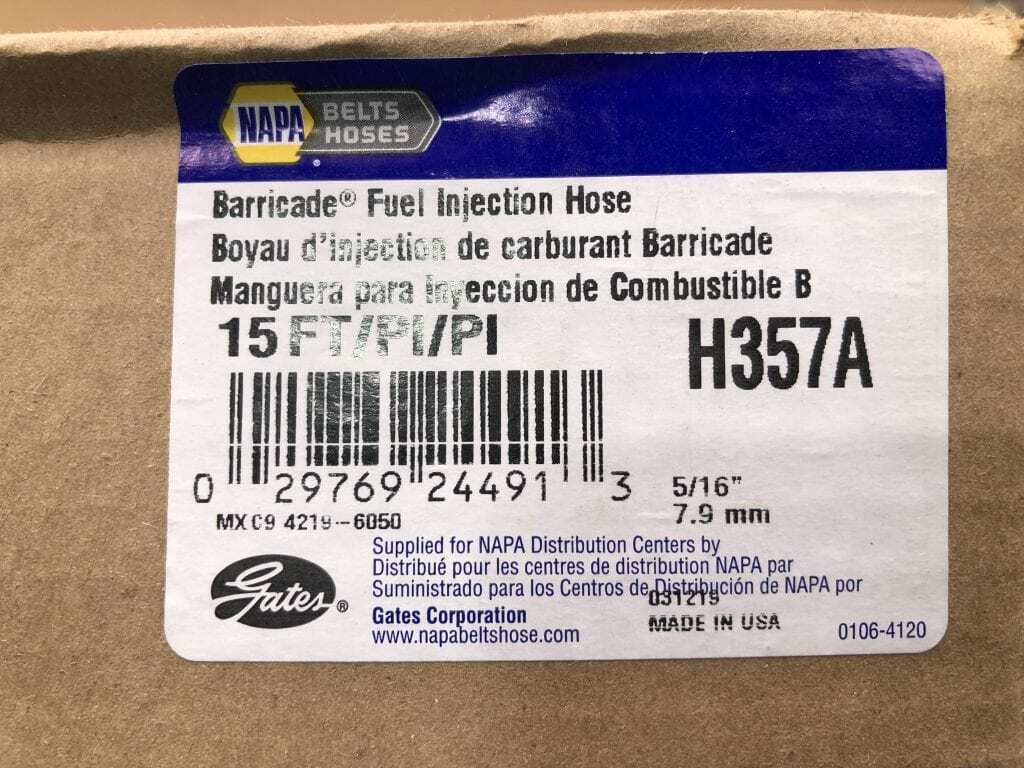 NAPA BELTS HOSES ®
Barricade® Fuel Injection Hose
Boyau d'injection de carburant Barricade
Manguera para inyeccion de Combustible B
15 FT/PI/PI
H357A
0 29769 24491 3
5/16"
7.9 mm
MX C9 4219--6050
Supplied for NAPA Distribution Centers by
Distribué pour les centres de distribution NAPA par
Suministrado para los Centros de Distribución de NAPA por
Gates®
031219
Gates Corporation
MADE IN USA
www.napabeltshose.com
0106-4120